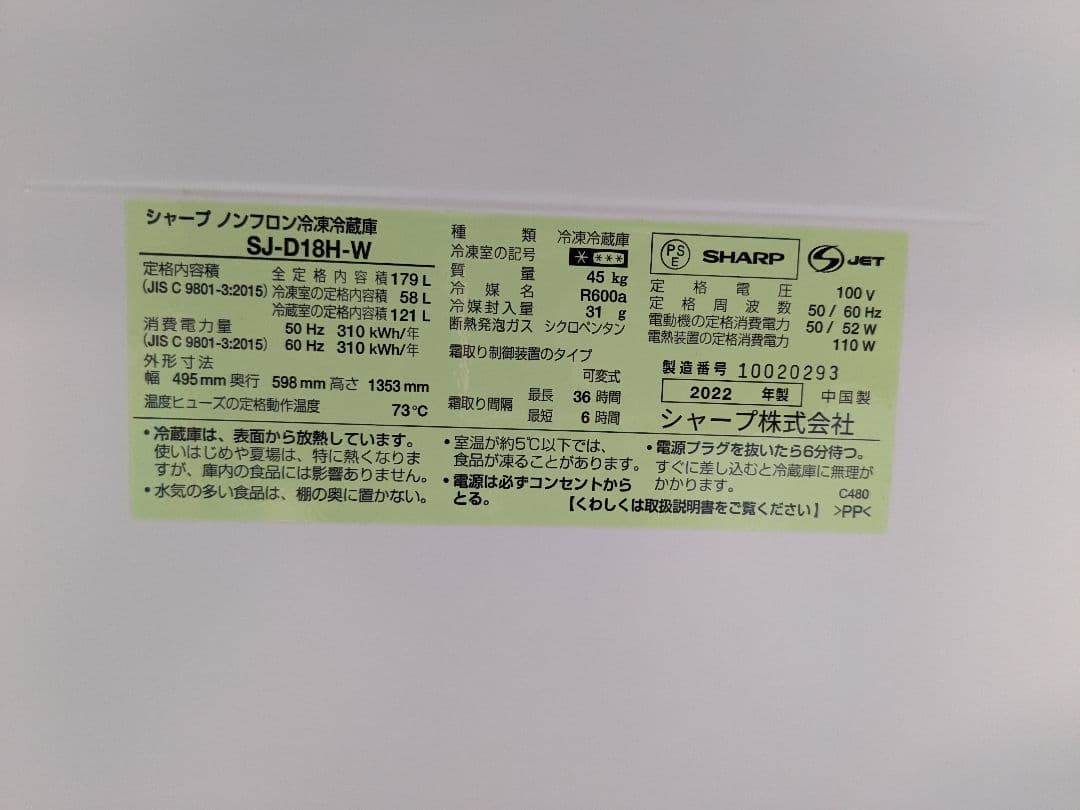 シャープ ノンフロン冷凍冷蔵庫
SJ-D18H-W
定格内容積 全定格内容積 179 L
(JIS C 9801-3:2015) 冷凍室の定格内容積 58 L
冷蔵室の定格内容積 121 L
消費電力量 50 Hz 310 kWh/年
(JIS C 9801-3:2015) 60 Hz 310 kWh/年
外形寸法
幅 495 mm 奥行 598 mm 高さ 1353 mm
温度ヒューズの定格動作温度 73℃
種類 冷凍冷蔵庫
冷凍室の記号 ****
質量 45 kg
冷媒名 R600a
冷媒封入量 31 g
断熱発泡ガス シクロペンタン
霜取り制御装置のタイプ
可変式
霜取り間隔 最長 36 時間
最短 6 時間
PSE SHARP S JET
定格電圧 100 V
定格周波数 50 / 60 Hz
電動機の定格消費電力 50 / 52 W
電熱装置の定格消費電力 110 W
製造番号 10020293
2022 年製 中国製
シャープ株式会社
・冷蔵庫は、表面から放熱しています。
使いはじめや夏場は、特に熱くなりま
すが、庫内の食品には影響ありません。
・水気の多い食品は、棚の奥に置かない。
・室温が約5℃以下では、
食品が凍ることがあります。
・電源は必ずコンセントから
とる。
・電源プラグを抜いたら6分待つ。
すぐに差し込むと冷蔵庫に無理が
かかります。
C480
【くわしくは取扱説明書をご覧ください】 >PP<